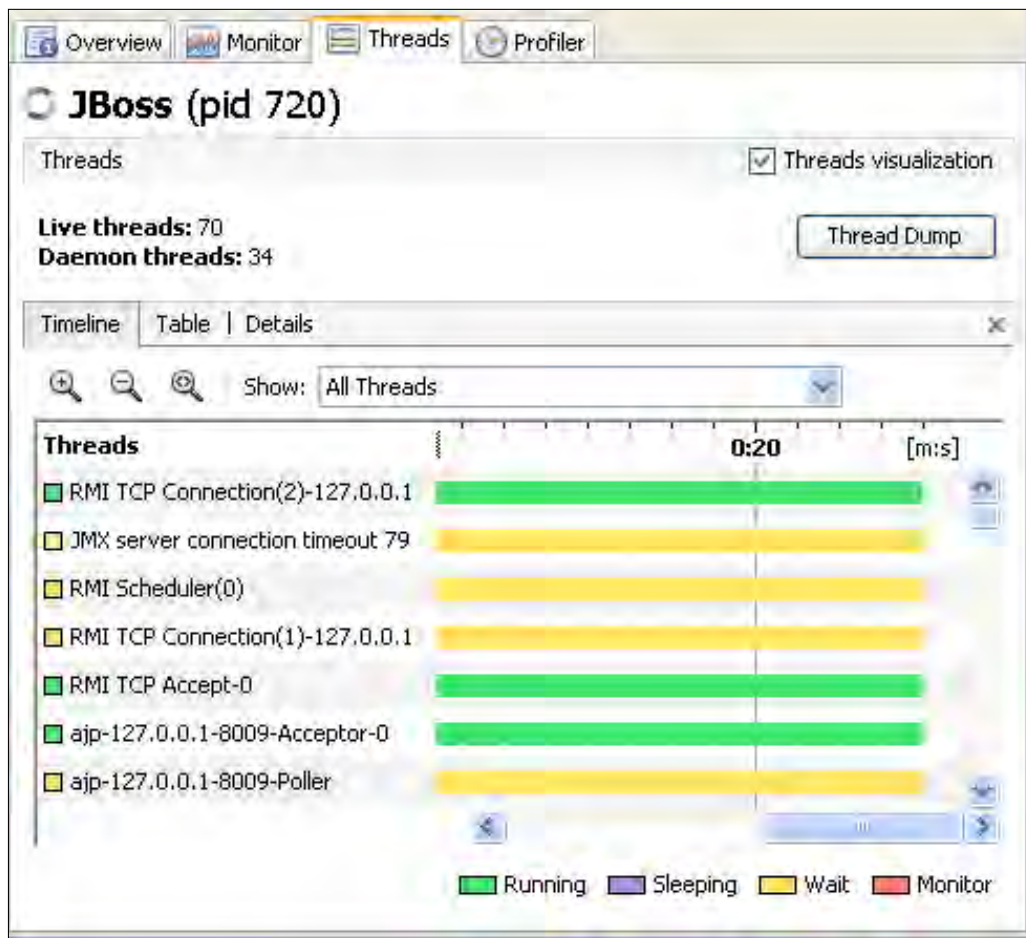 Overview Monitor Threads Profiler
JBoss (pid 720)
Threads Threads visualization
Live threads: 70
Thread Dump
Daemon threads: 34
Timeline Table | Details
Show: All Threads
Threads 0:20 [m:s]
RMI TCP Connection(2)-127.0.0.1
JMX server connection timeout 79
RMI Scheduler(0)
RMI TCP Connection(1)-127.0.0.1
RMI TCP Accept-0
ajp-127.0.0.1-8009-Acceptor-0
ajp-127.0.0.1-8009-Poller
Running Sleeping Wait Monitor